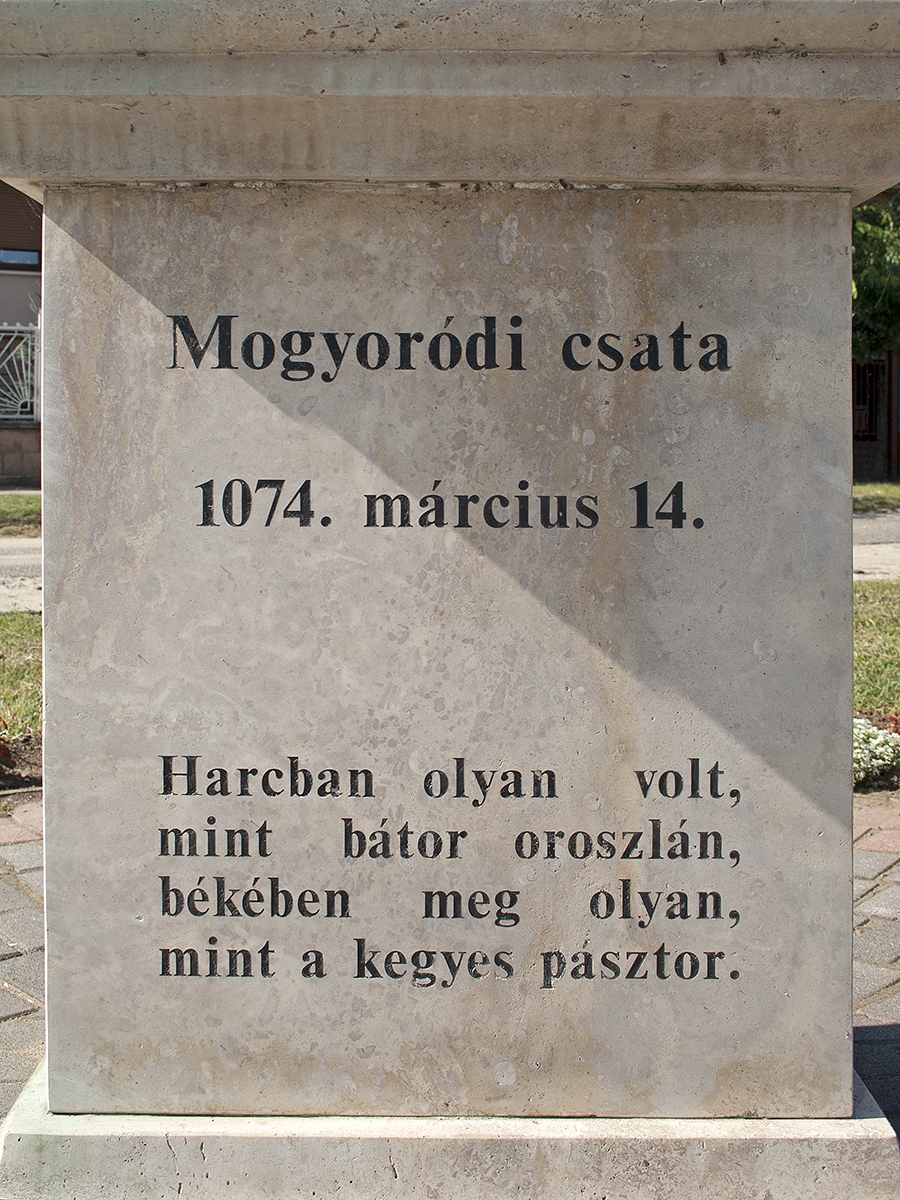 Mogyoródi csata
1074. március 14.
Harcban olyan volt,
mint bátor oroszlán,
békében meg olyan,
mint a kegyes pásztor.